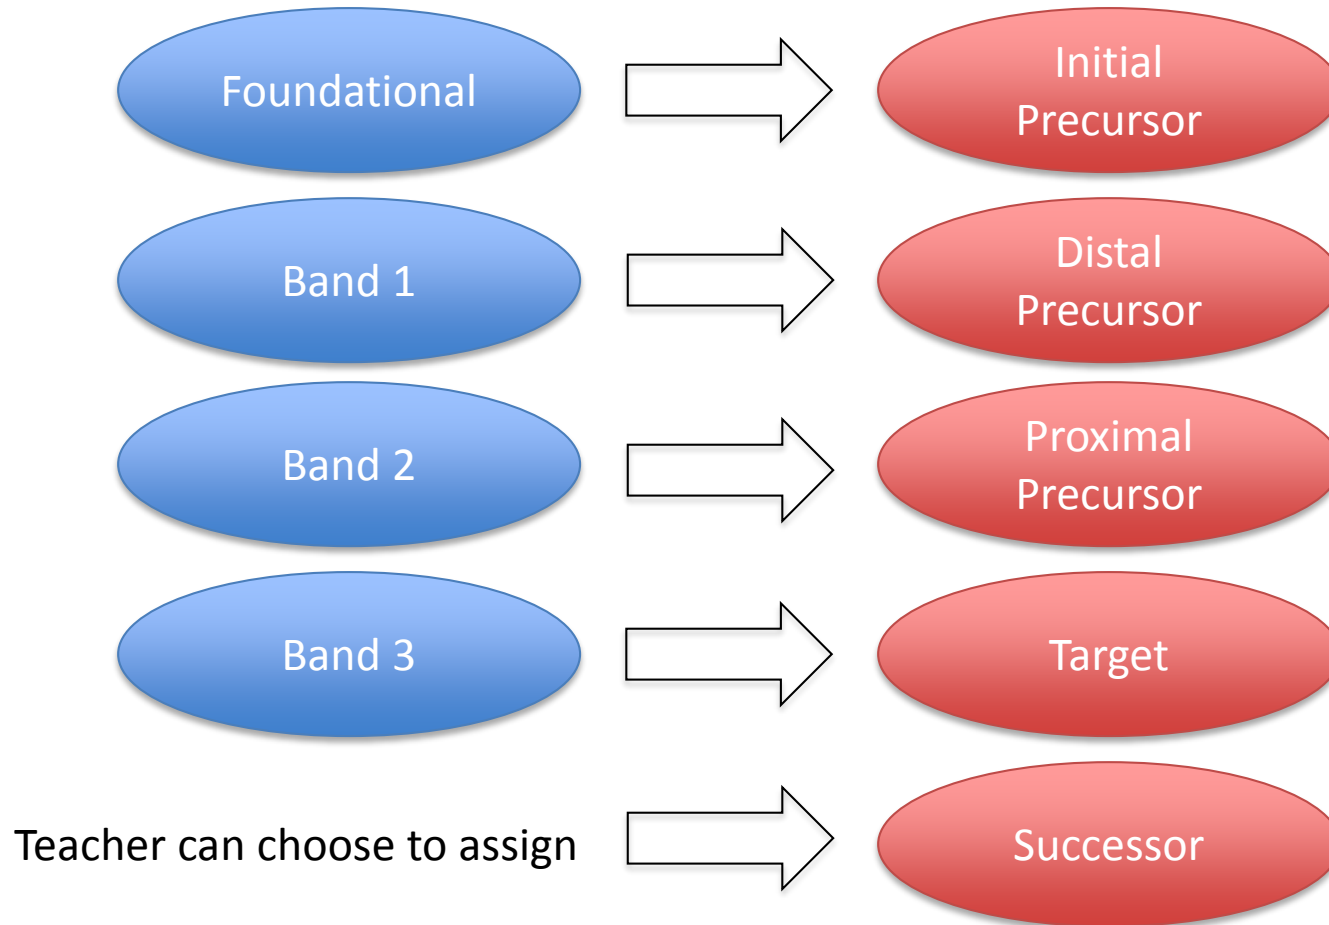 Foundational
Initial
Precursor
Band 1
Distal
Precursor
Band 2
Proximal
Precursor
Band 3
Target
Teacher can choose to assign
Successor